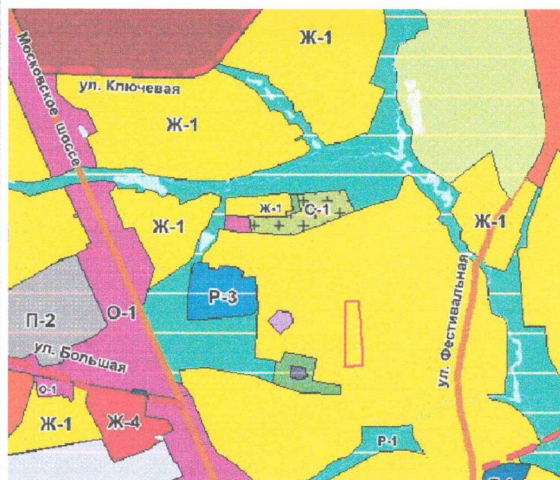 Ж-1
Московское шоссе
ул. Ключевая
Ж-1
Ж-1
С-1
Ж-1
Ж-1
Р-3
О-1
П-2
ул. Фестивальная
ул. Большая
О-1
Ж-1
Ж-4
Р-1